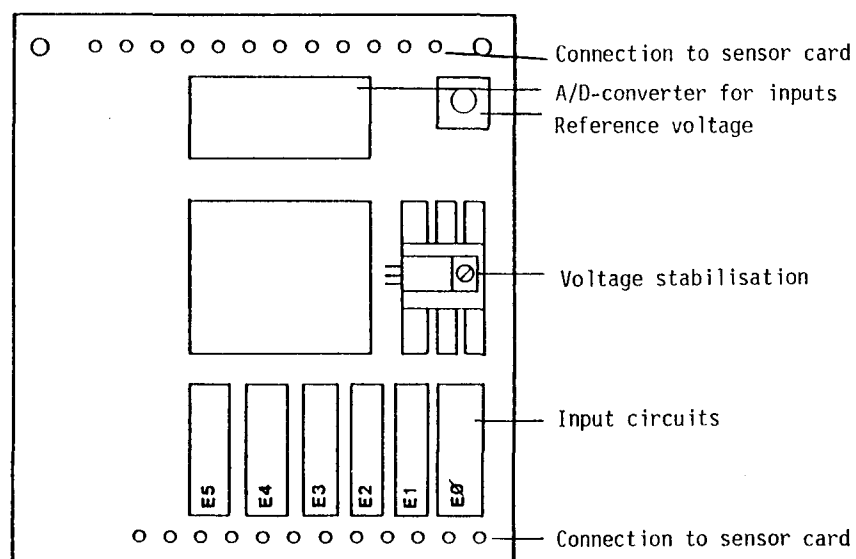 Connection to sensor card
A/D-converter for inputs
Reference voltage
Voltage stabilisation
Input circuits
E5
E4
E3
E2
E1
EØ
Connection to sensor card